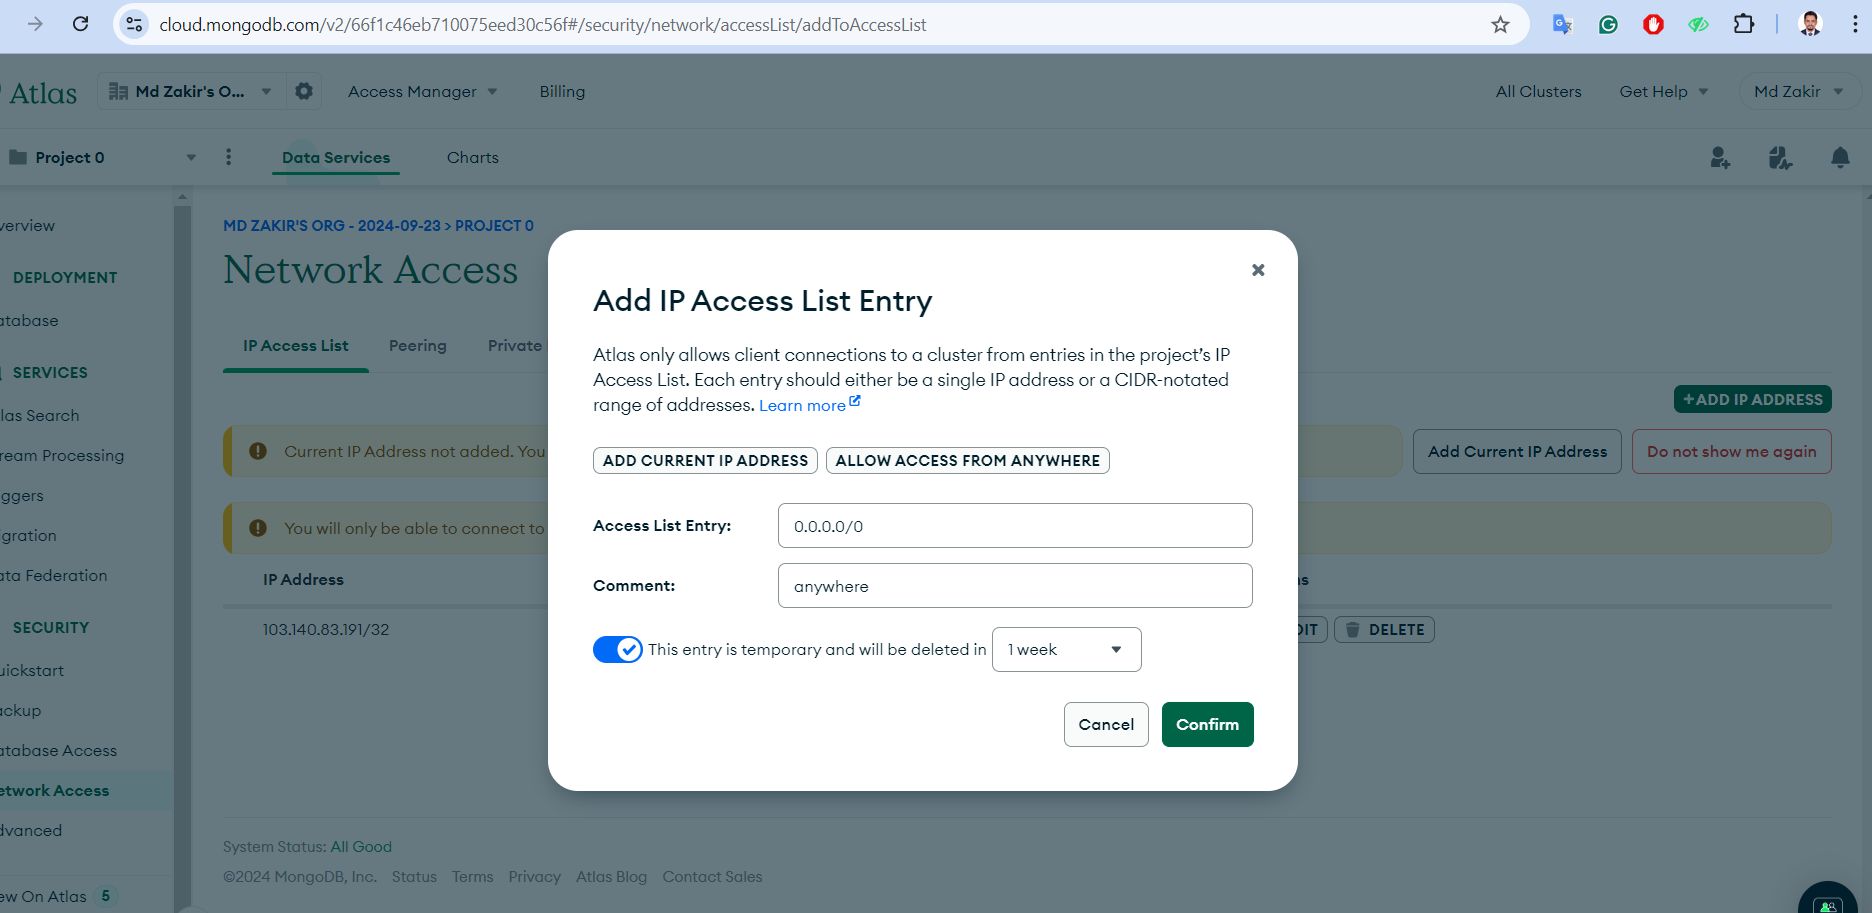 cloud.mongodb.com/v2/66f1c46eb710075eed30c56f#/security/network/accessList/addToAccessList
Atlas
Md Zakir's O...
Access Manager
Billing
All Clusters
Get Help
Md Zakir
Project 0
Data Services
Charts
verview
DEPLOYMENT
atabase
SERVICES
las Search
ream Processing
ggers
gration
ata Federation
SECURITY
uickstart
ackup
atabase Access
etwork Access
dvanced
ew On Atlas 5
MD ZAKIR'S ORG - 2024-09-23 > PROJECT 0
Network Access
IP Access List
Peering
Private
+ADD IP ADDRESS
Current IP Address not added. You
Add Current IP Address
Do not show me again
You will only be able to connect to
IP Address
ns
103.140.83.191/32
DIT
DELETE
Add IP Access List Entry
Atlas only allows client connections to a cluster from entries in the project's IP
Access List. Each entry should either be a single IP address or a CIDR-notated
range of addresses. Learn more
ADD CURRENT IP ADDRESS
ALLOW ACCESS FROM ANYWHERE
Access List Entry:
0.0.0.0/0
Comment:
anywhere
This entry is temporary and will be deleted in 1 week
Cancel
Confirm
System Status: All Good
©2024 MongoDB, Inc. Status Terms Privacy Atlas Blog Contact Sales